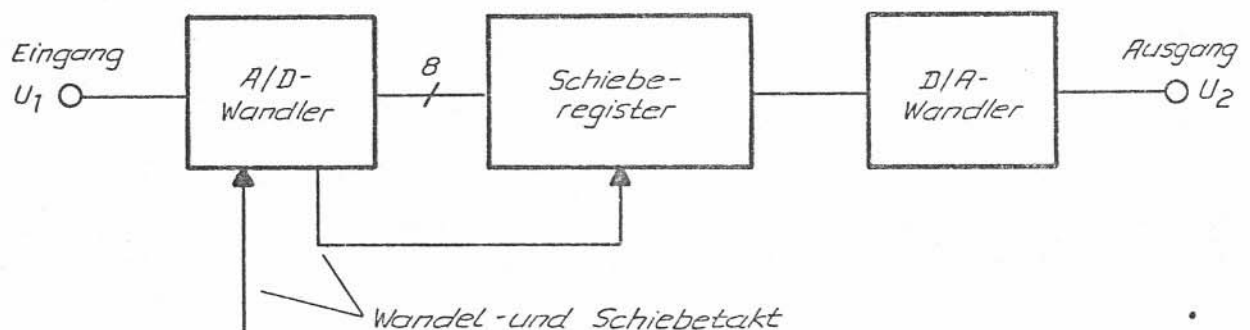 Eingang
U1
A/D-
Wandler
8
Schiebe-
register
D/A-
Wandler
Ausgang
U2
Wandel-und Schiebetakt